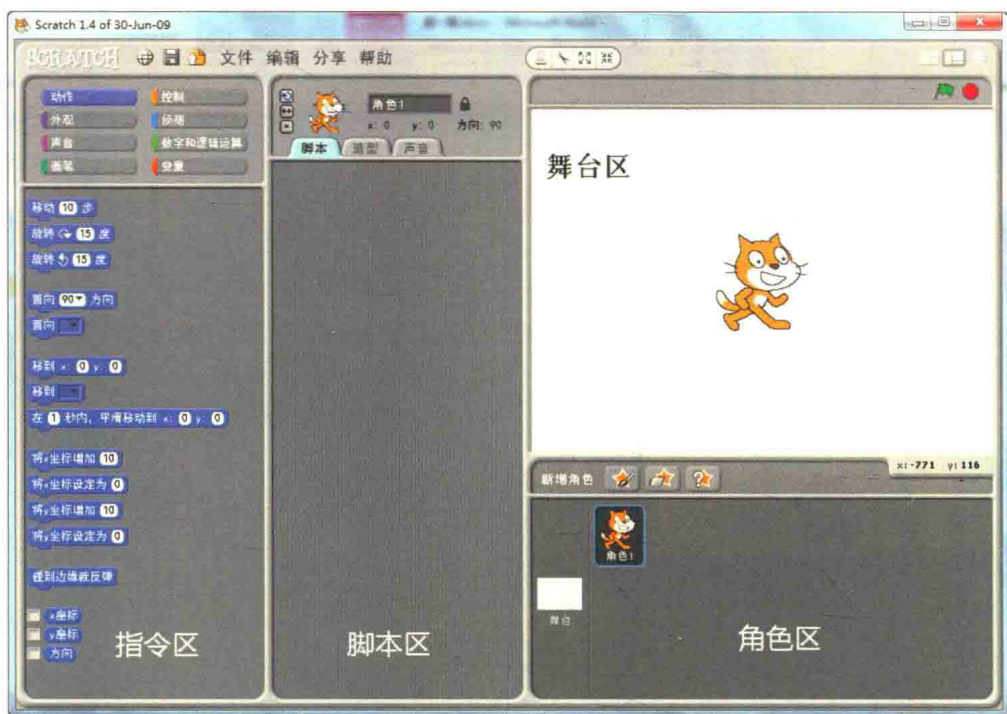 Scratch 1.4 of 30-Jun-09
SCRATCH 文件 编辑 分享 帮助
动作 控制
外观 侦测
声音 数字和逻辑运算
画笔 变量
角色1
x: 0 y: 0 方向: 90
脚本 造型 声音
移动 10 步
旋转 15 度
旋转 15 度
面向 90 方向
面向
移到 x: 0 y: 0
移到
在 1 秒内，平滑移动到 x: 0 y: 0
将x坐标增加 10
将x坐标设定为 0
将y坐标增加 10
将y坐标设定为 0
碰到边缘就反弹
x座标
y座标
方向
指令区
脚本区
舞台区
x: -771 y: 116
新增角色
角色1
舞台
角色区